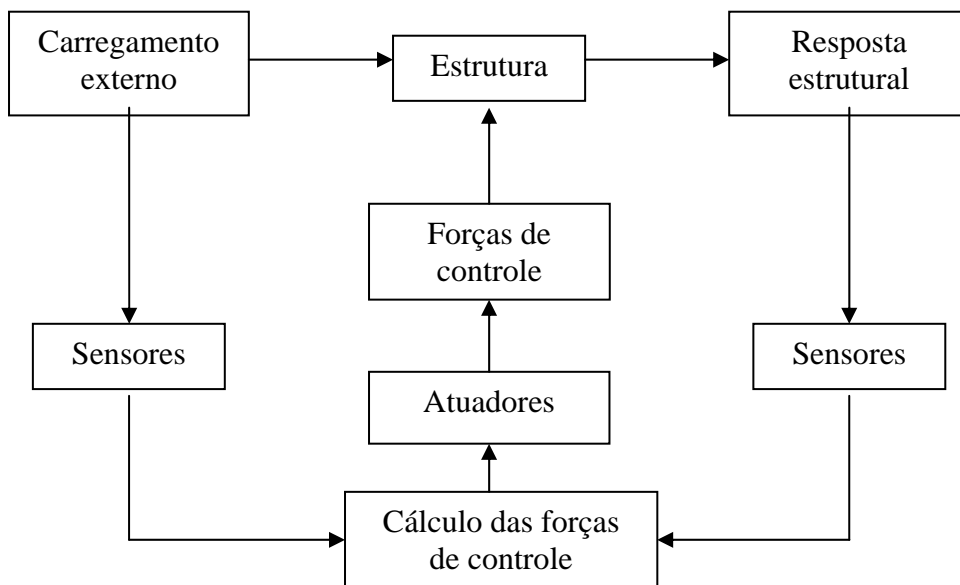 Carregamento
externo
Estrutura
Resposta
estrutural
Forças de
controle
Sensores
Atuadores
Sensores
Cálculo das forças
de controle